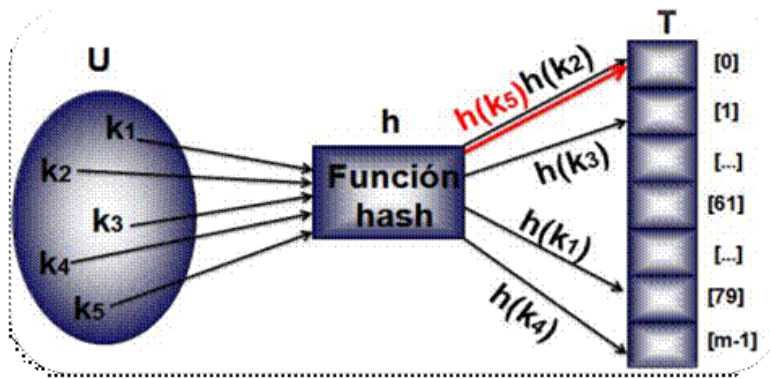 U
k1
k2
k3
k4
k5
h
Función
hash
h(k5)h(k2)
h(k3)
h(k1)
h(k4)
T
[0]
[1]
[...]
[61]
[...]
[79]
[m-1]